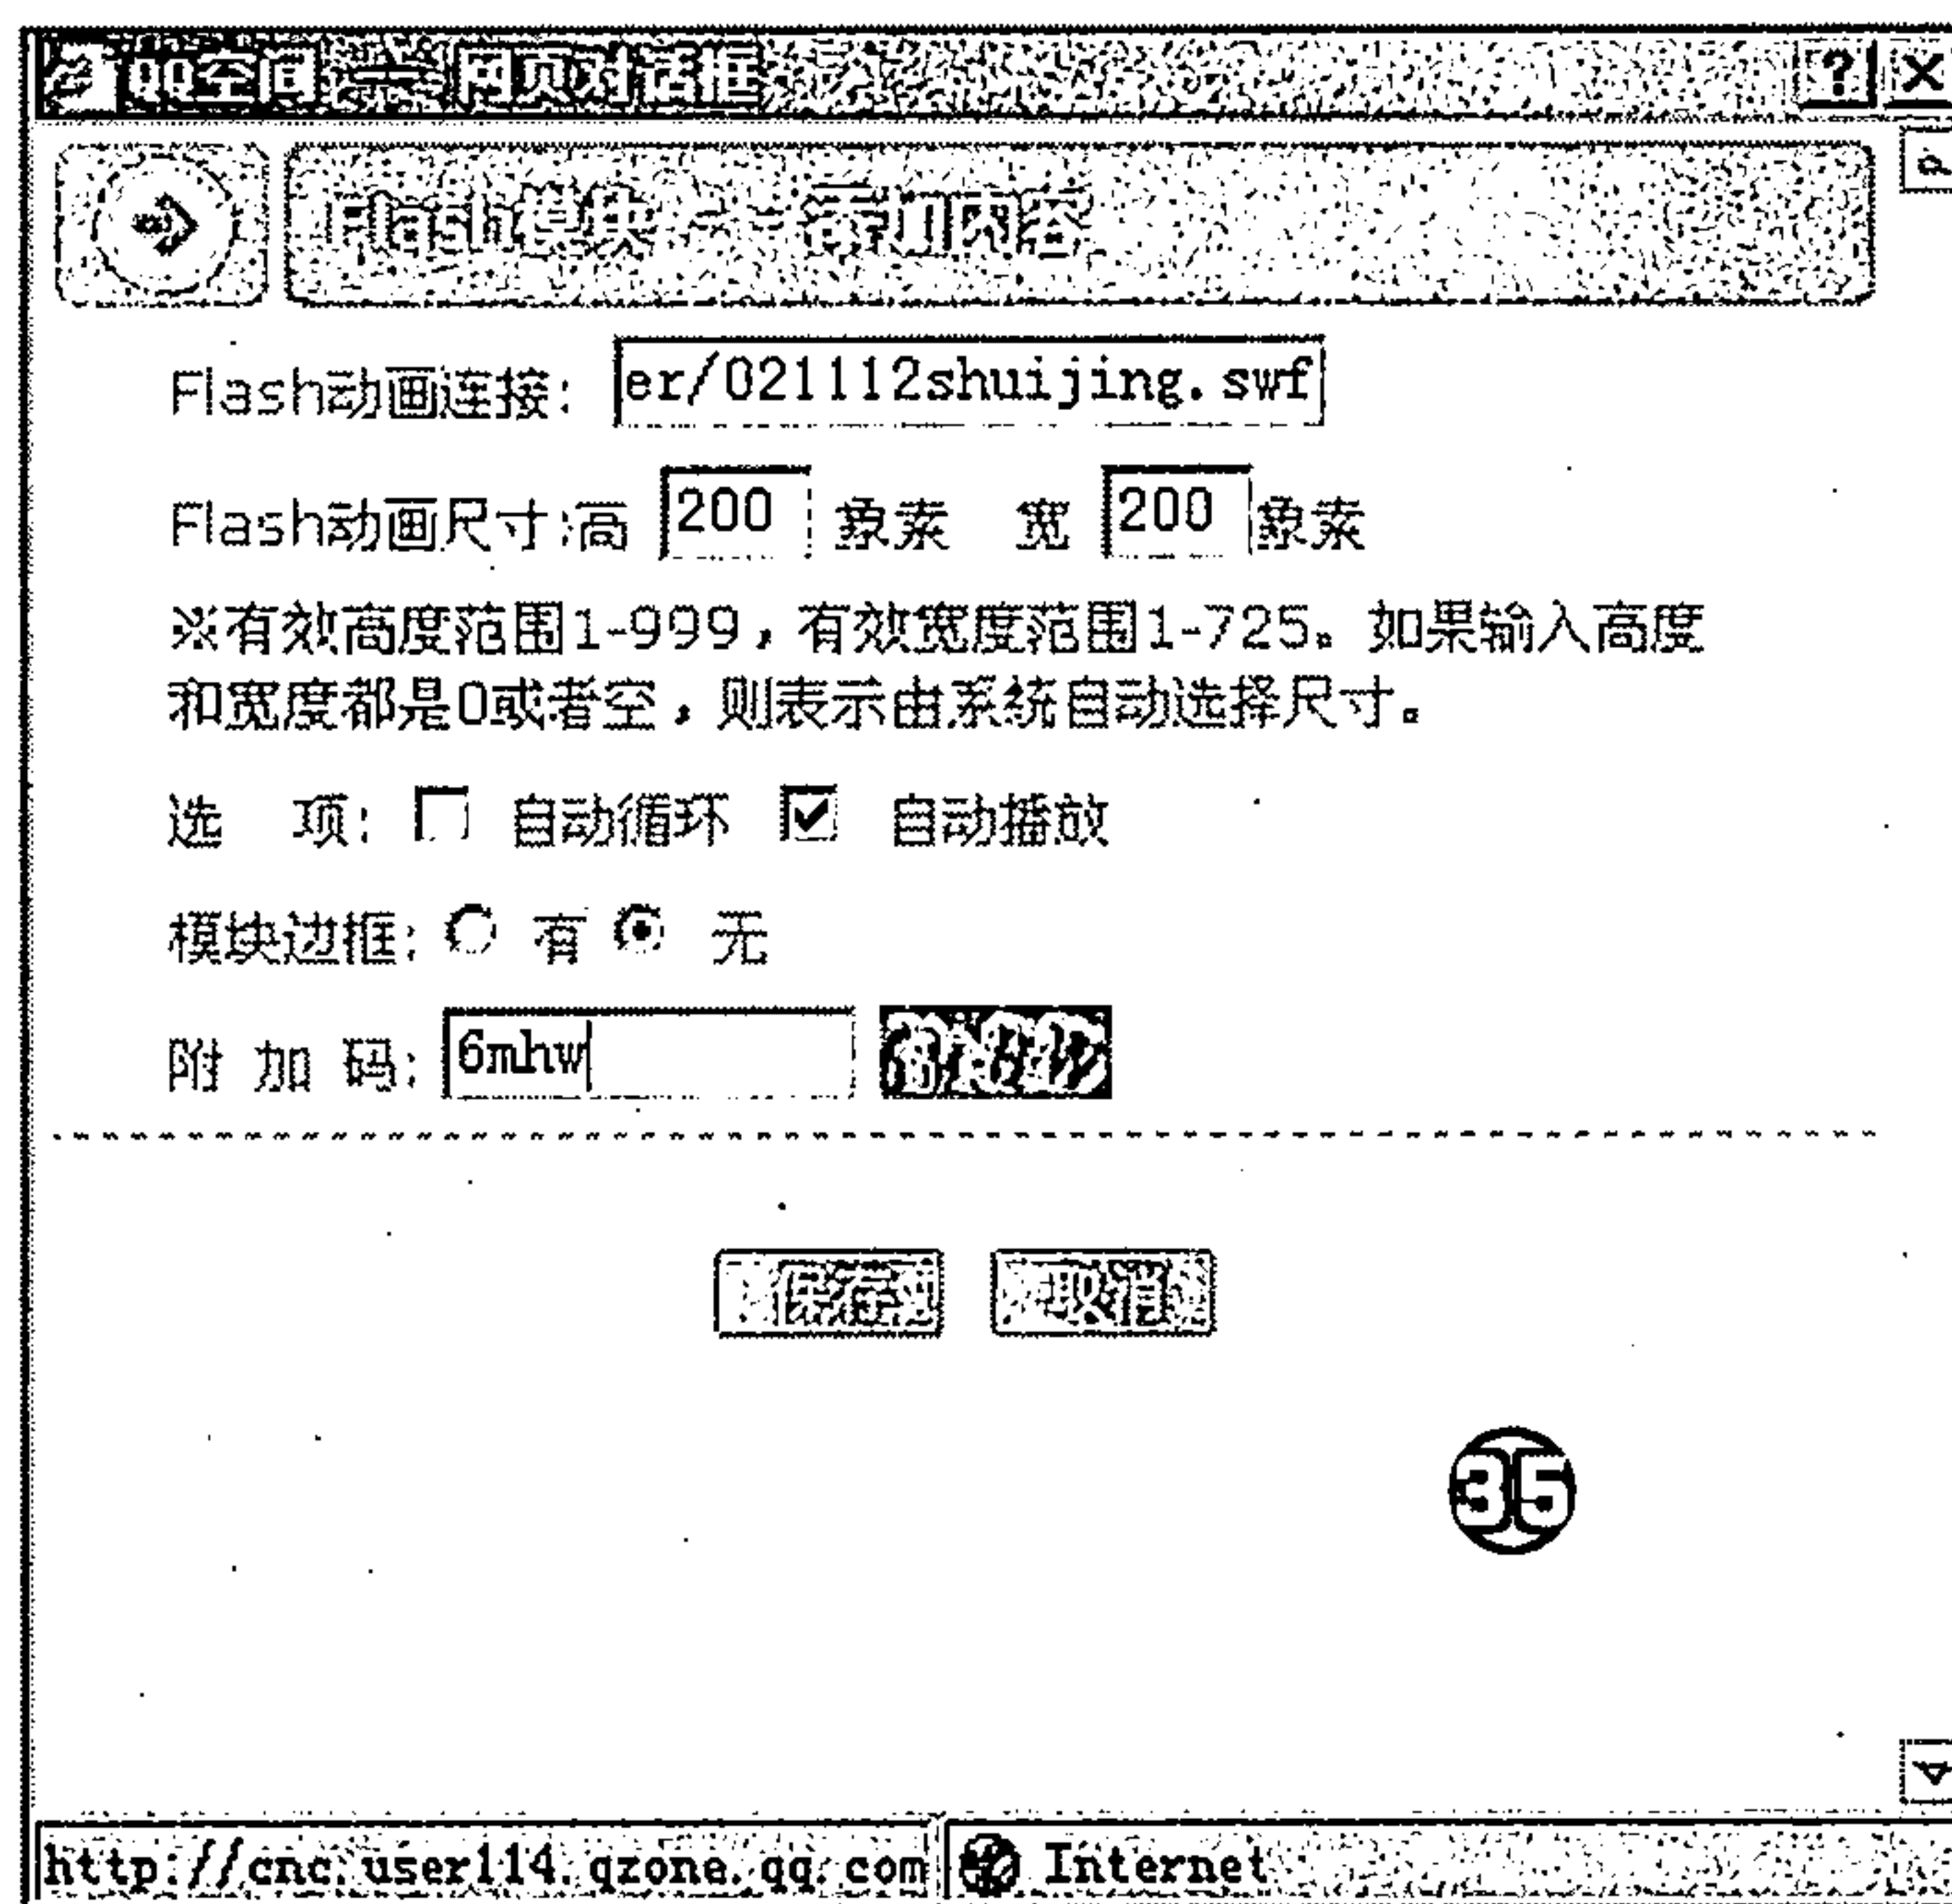 QQ空间 -- 网页对话框
Flash模块 -- 添加内容
Flash动画连接: er/021112shuijing.swf
Flash动画尺寸:高 200 象素 宽 200 象素
※有效高度范围1-999，有效宽度范围1-725。如果输入高度
和宽度都是0或者空，则表示由系统自动选择尺寸。
选 项: 自动循环 自动播放
模块边框: 有 无
附 加 码: 6mhw
保存 取消
35
http://cnc.user114.qzone.qq.com Internet